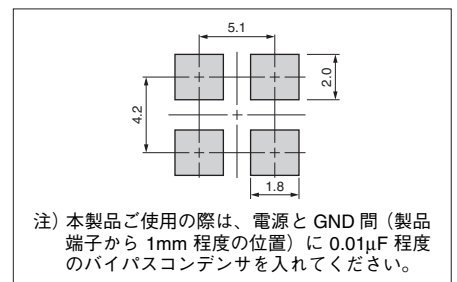 5.1
2.0
4.2
1.8
注）本製品ご使用の際は、電源と GND 間（製品
端子から 1mm 程度の位置）に 0.01μF 程度
のバイパスコンデンサを入れてください。